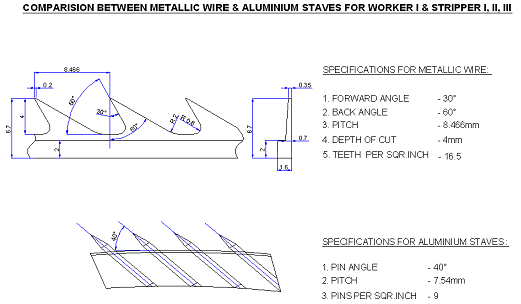 COMPARISION BETWEEN METALLIC WIRE & ALUMINIUM STAVES FOR WORKER I & STRIPPER I, II, III
8.466
0.2
60°
30°
60°
R.2
R.0.8
4
6.7
2
0.35
6.7
0.7
2
1.5
SPECIFICATIONS FOR METALLIC WIRE:
1. FORWARD ANGLE - 30°
2. BACK ANGLE - 60°
3. PITCH - 8.466mm
4. DEPTH OF CUT - 4mm
5. TEETH PER SQR.INCH - 16.5
40°
SPECIFICATIONS FOR ALUMINIUM STAVES:
1. PIN ANGLE - 40°
2. PITCH - 7.54mm
3. PINS PER SQR.INCH - 9